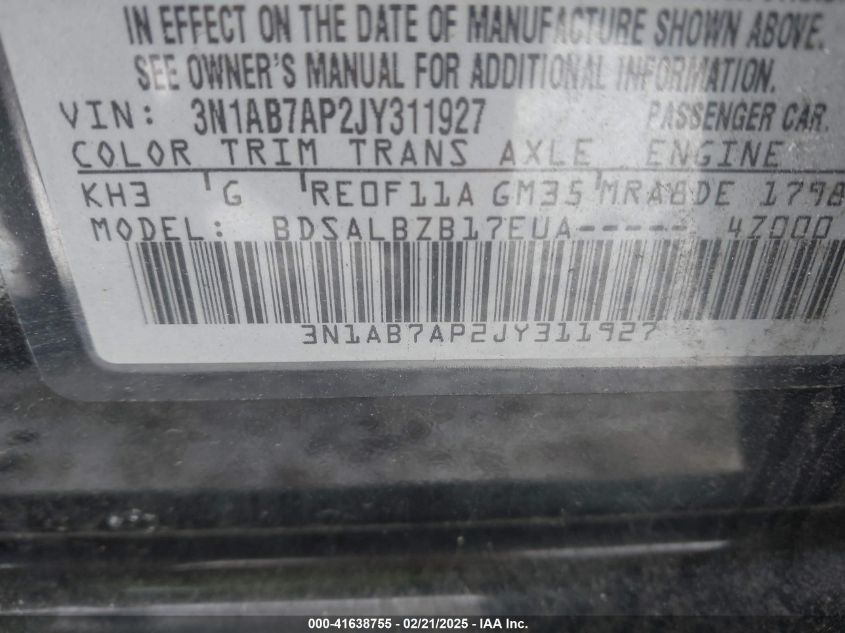 IN EFFECT ON THE DATE OF MANUFACTURE SHOWN ABOVE.
SEE OWNER'S MANUAL FOR ADDITIONAL INFORMATION.
VIN: 3N1AB7AP2JY311927 PASSENGER CAR.
COLOR TRIM TRANS AXLE ENGINE
KH3 G RE0F11A GM35 MRA8DE 1798
MODEL: BDSALBZB17EUA----- 47000
3N1AB7AP2JY311927
000-41638755 — 02/21/2025 — IAA Inc.